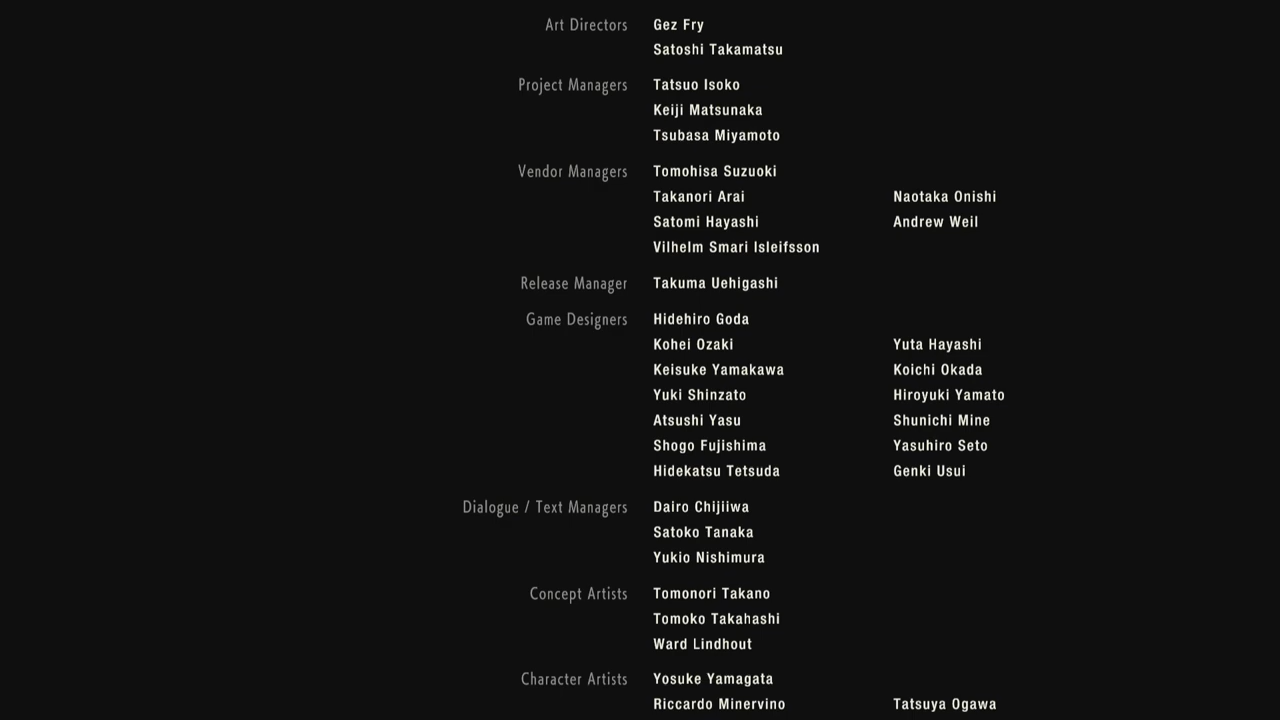 Art Directors Gez Fry
Satoshi Takamatsu
Project Managers Tatsuo Isoko
Keiji Matsunaka
Tsubasa Miyamoto
Vendor Managers Tomohisa Suzuoki
Takanori Arai Naotaka Onishi
Satomi Hayashi Andrew Weil
Vilhelm Smari Isleifsson
Release Manager Takuma Uehigashi
Game Designers Hidehiro Goda
Kohei Ozaki Yuta Hayashi
Keisuke Yamakawa Koichi Okada
Yuki Shinzato Hiroyuki Yamato
Atsushi Yasu Shunichi Mine
Shogo Fujishima Yasuhiro Seto
Hidekatsu Tetsuda Genki Usui
Dialogue / Text Managers Dairo Chijiiwa
Satoko Tanaka
Yukio Nishimura
Concept Artists Tomonori Takano
Tomoko Takahashi
Ward Lindhout
Character Artists Yosuke Yamagata
Riccardo Minervino Tatsuya Ogawa